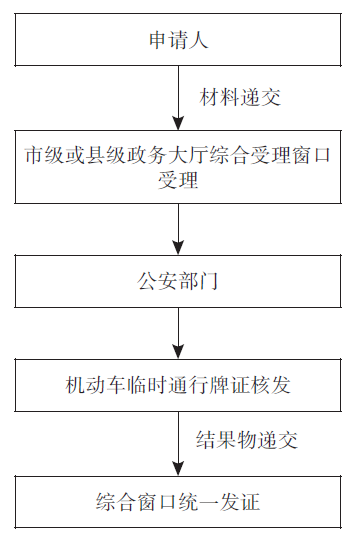 申请人
材料递交
市级或县级政务大厅综合受理窗口
受理
公安部门
机动车临时通行牌证核发
结果物递交
综合窗口统一发证